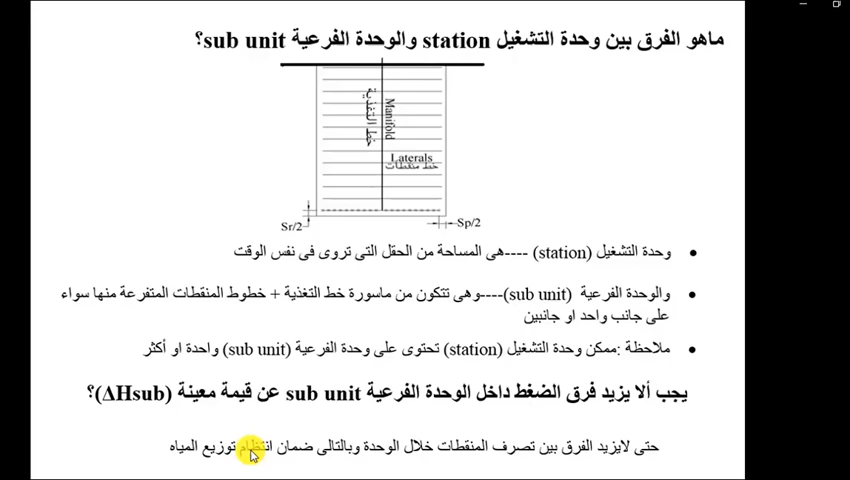 ماهو الفرق بين وحدة التشغيل station والوحدة الفرعية sub unit؟
خط التغذية
Manifold
Laterals
خط منقطات
Sr/2
Sp/2
• وحدة التشغيل (station) ----هى المساحة من الحقل التى تروى فى نفس الوقت
• والوحدة الفرعية (sub unit)----وهى تتكون من ماسورة خط التغذية + خطوط المنقطات المتفرعة منها سواء
على جانب واحد او جانبين
• ملاحظة :ممكن وحدة التشغيل (station) تحتوى على وحدة الفرعية (sub unit) واحدة او أكثر
يجب ألا يزيد فرق الضغط داخل الوحدة الفرعية sub unit عن قيمة معينة (ΔHsub)؟
حتى لايزيد الفرق بين تصرف المنقطات خلال الوحدة وبالتالى ضمان انتظام توزيع المياه